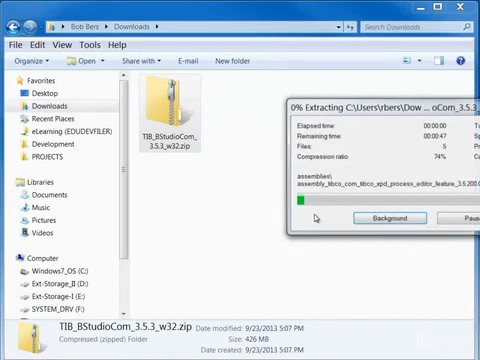 Bob Bers ▸ Downloads ▸
Search Downloads
File Edit View Tools Help
Organize Open Share with E-mail New folder
Favorites
Desktop
Downloads
Recent Places
eLearning (EDUDEVFILER)
Development
PROJECTS
Libraries
Documents
Music
Pictures
Videos
Computer
Windows7_OS (C:)
Ext-Storage_II (D:)
Ext-Storage-I (E:)
SYSTEM_DRV (F:)
TIB_BStudioCom_
3.5.3_w32.zip
0% Extracting C:\Users\rbers\Dow ... oCom_3.5.3
Elapsed time: 00:00:00
Remaining time: 00:00:47
Files: 5
Compression ratio: 74%
assemblies\
assembly_tibco_com_tibco_xpd_process_editor_feature_3.5.200.0
Background
Paus
TIB_BStudioCom_3.5.3_w32.zip
Compressed (zipped) Folder
Date modified: 9/23/2013 5:07 PM
Size: 426 MB
Date created: 9/23/2013 5:07 PM